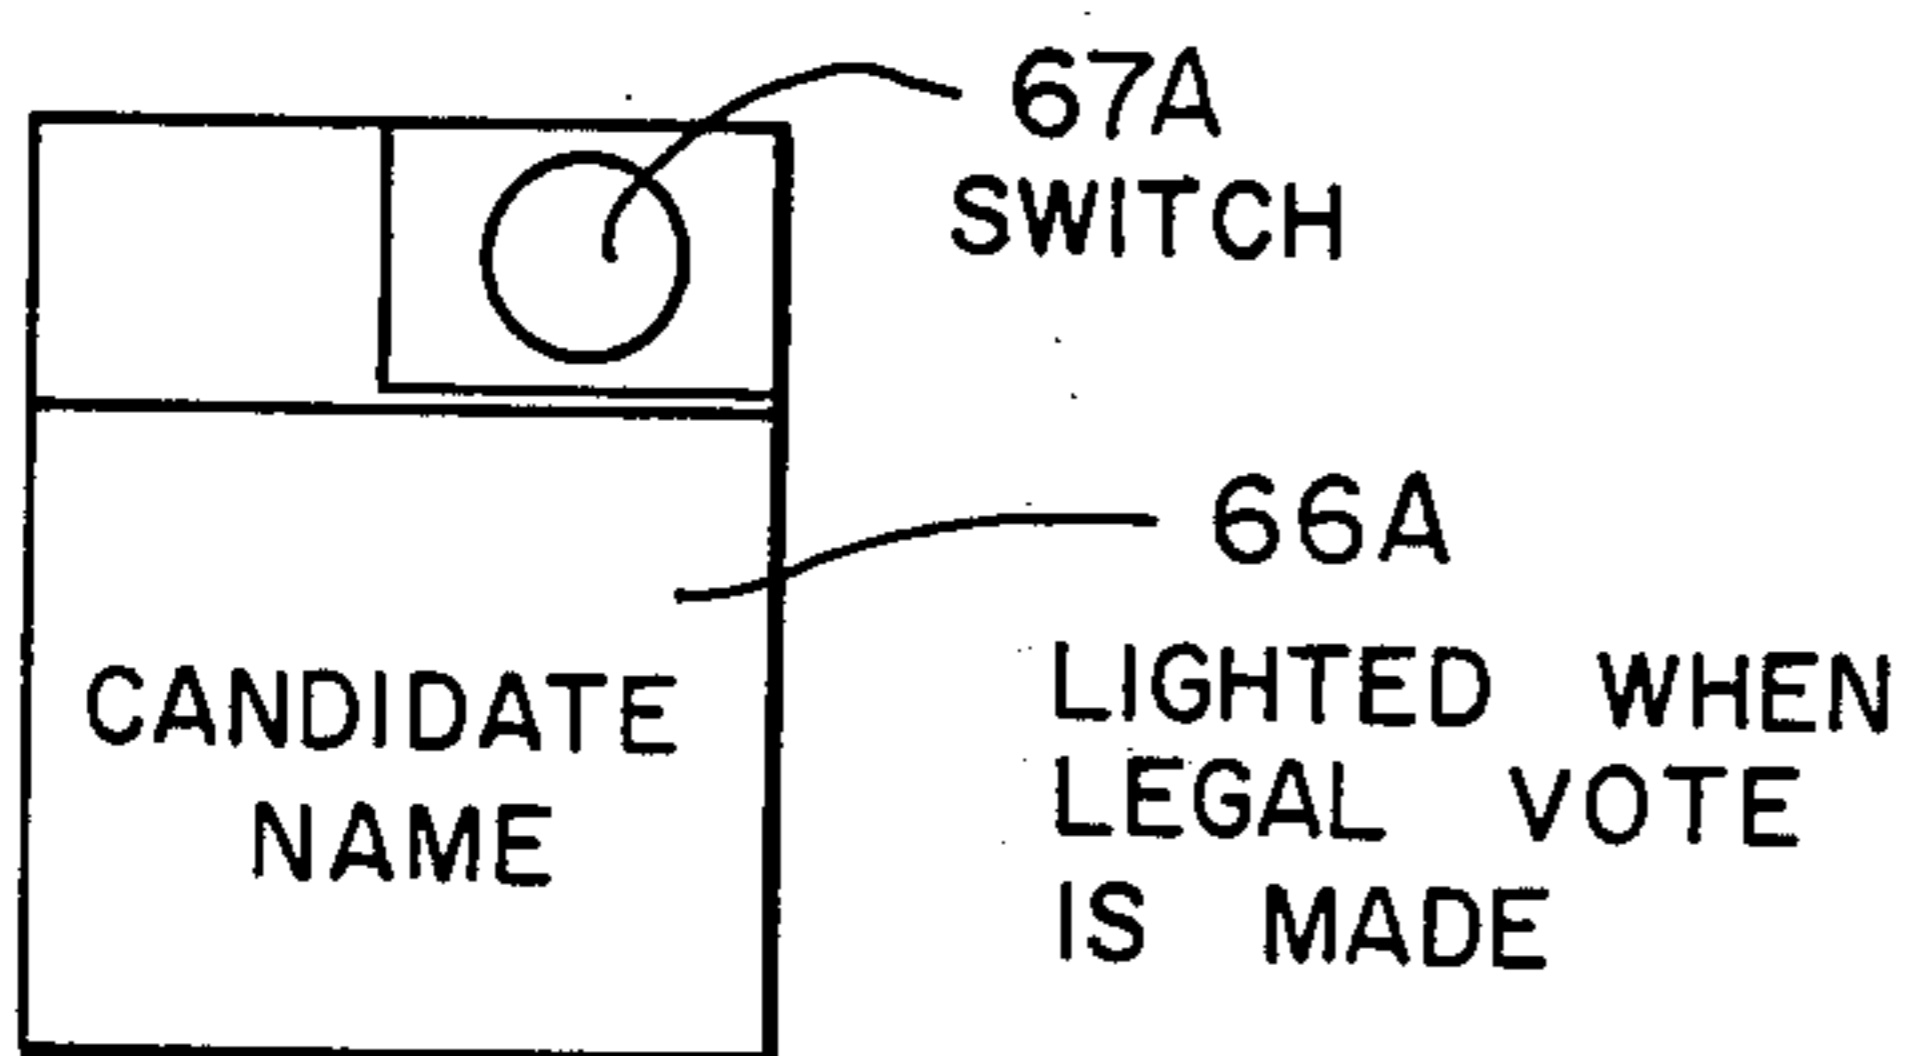 67A
SWITCH
66A
LIGHTED WHEN
LEGAL VOTE
IS MADE
CANDIDATE
NAME